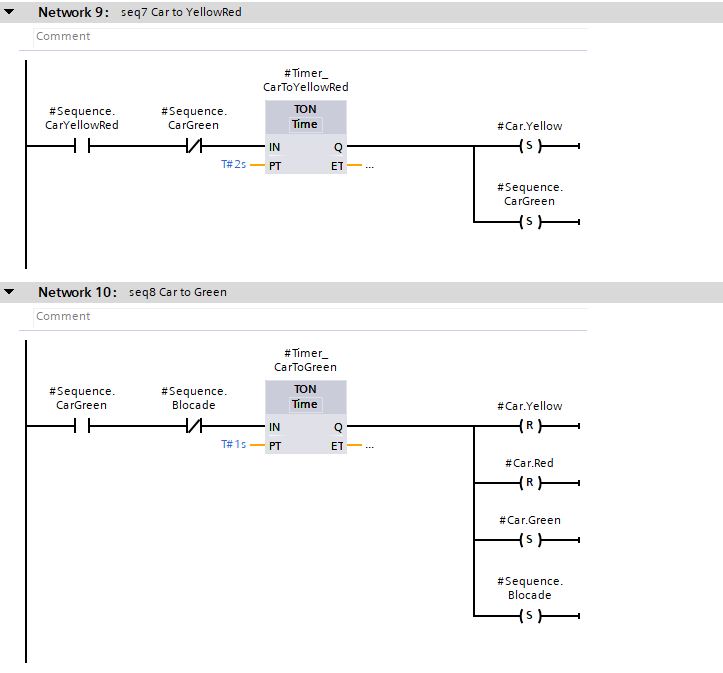 Network 9: seq7 Car to YellowRed
Comment
#Timer_
CarToYellowRed
#Sequence.
CarYellowRed
#Sequence.
CarGreen
TON
Time
#Car.Yellow
IN
Q
S
T#2s
PT
ET
...
#Sequence.
CarGreen
S
Network 10: seq8 Car to Green
Comment
#Timer_
CarToGreen
#Sequence.
CarGreen
#Sequence.
Blocade
TON
Time
#Car.Yellow
IN
Q
R
T#1s
PT
ET
...
#Car.Red
R
#Car.Green
S
#Sequence.
Blocade
S